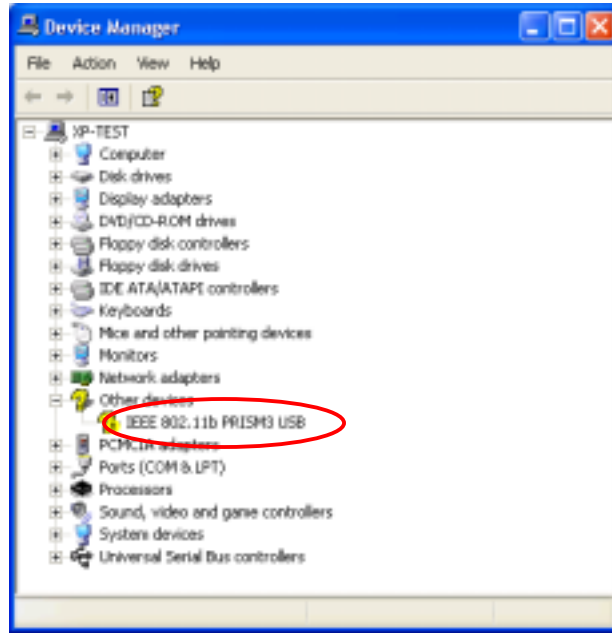 Device Manager
File Action View Help
XP-TEST
Computer
Disk drives
Display adapters
DVD/CD-ROM drives
Floppy disk controllers
Floppy disk drives
IDE ATA/ATAPI controllers
Keyboards
Mice and other pointing devices
Monitors
Network adapters
Other devices
IEEE 802.11b PRISM3 USB
PCMCIA adapters
Ports (COM & LPT)
Processors
Sound, video and game controllers
System devices
Universal Serial Bus controllers